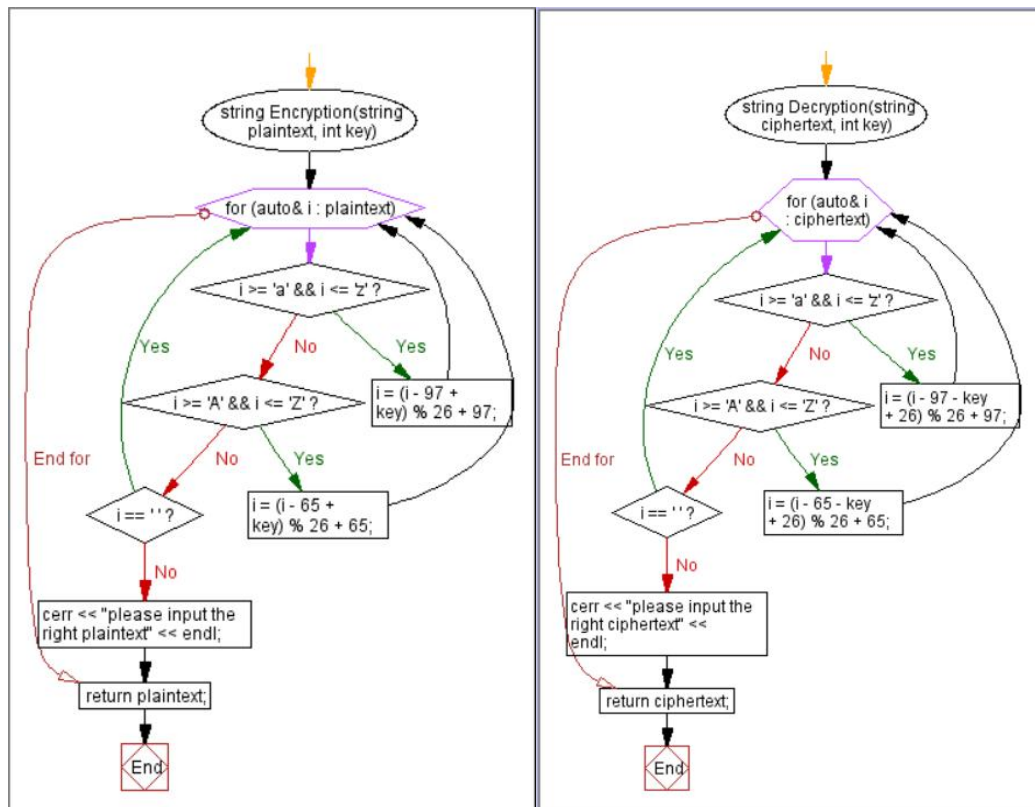 string Encryption(string
plaintext, int key)
for (auto& i : plaintext)
i >= 'a' && i <= 'z' ?
Yes
No
Yes
i >= 'A' && i <= 'Z' ?
i = (i - 97 +
key) % 26 + 97;
End for
No
Yes
i == ' ' ?
i = (i - 65 +
key) % 26 + 65;
No
cerr << "please input the
right plaintext" << endl;
return plaintext;
End
string Decryption(string
ciphertext, int key)
for (auto& i
: ciphertext)
i >= 'a' && i <= 'z' ?
Yes
No
Yes
i >= 'A' && i <= 'Z' ?
i = (i - 97 - key
+ 26) % 26 + 97;
End for
No
Yes
i == ' ' ?
i = (i - 65 - key
+ 26) % 26 + 65;
No
cerr << "please input the
right ciphertext" <<
endl;
return ciphertext;
End